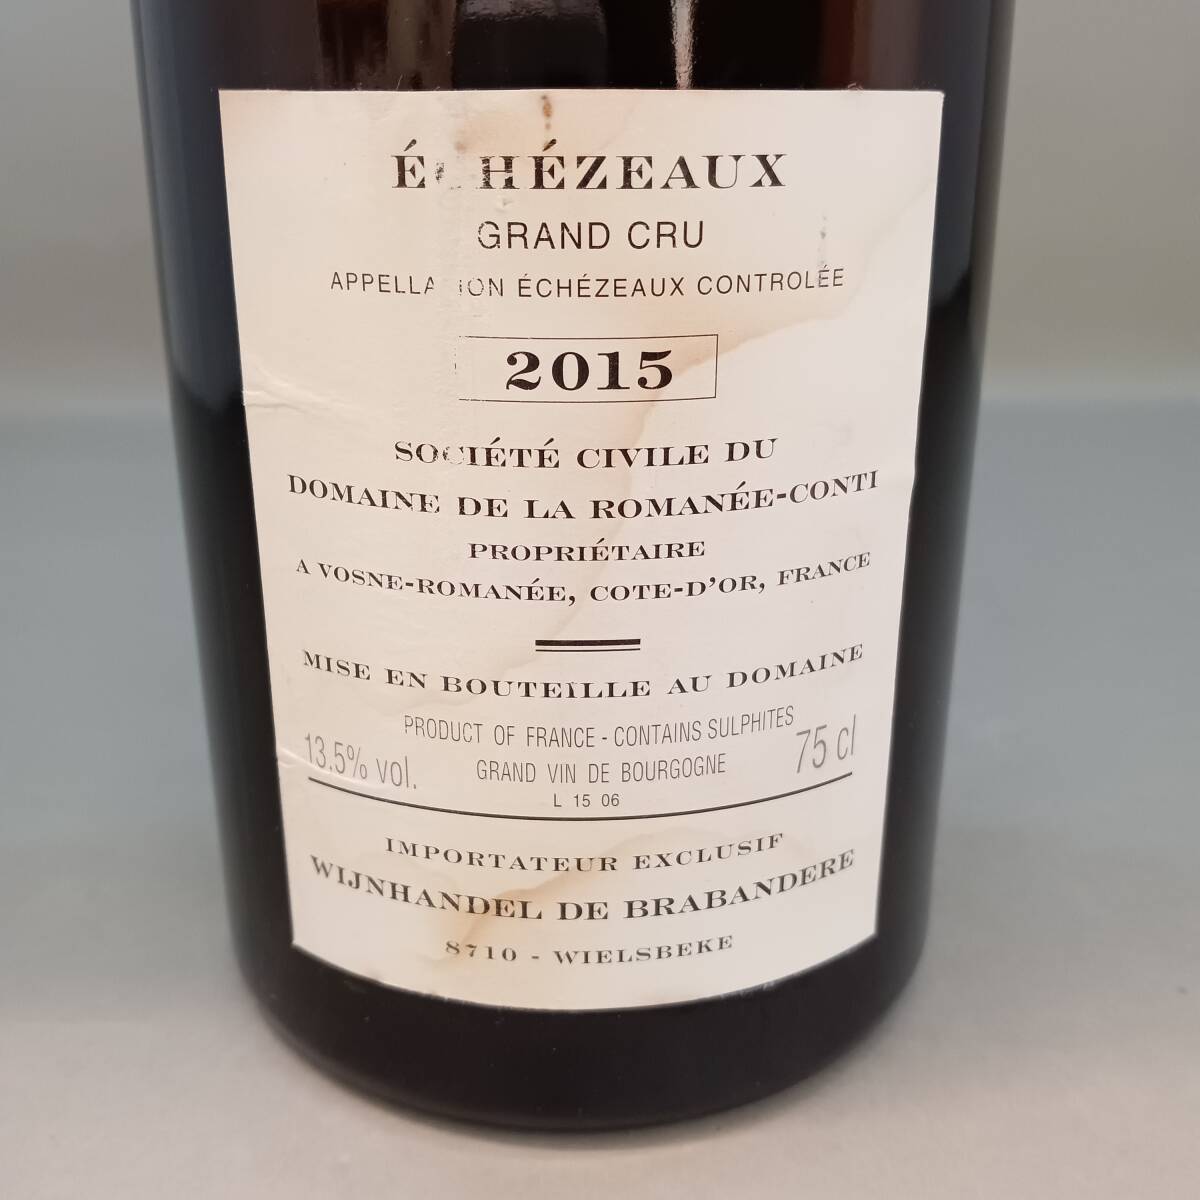 ÉCHÉZEAUX
GRAND CRU
APPELLATION ÉCHÉZEAUX CONTROLÉE
2015
SOCIÉTÉ CIVILE DU
DOMAINE DE LA ROMANÉE-CONTI
PROPRIÉTAIRE
A VOSNE-ROMANÉE, COTE-D'OR, FRANCE
MISE EN BOUTEILLE AU DOMAINE
PRODUCT OF FRANCE - CONTAINS SULPHITES
13.5% vol. GRAND VIN DE BOURGOGNE 75 cl
L 15 06
IMPORTATEUR EXCLUSIF
WIJNHANDEL DE BRABANDERE
8710 - WIELSBEKE